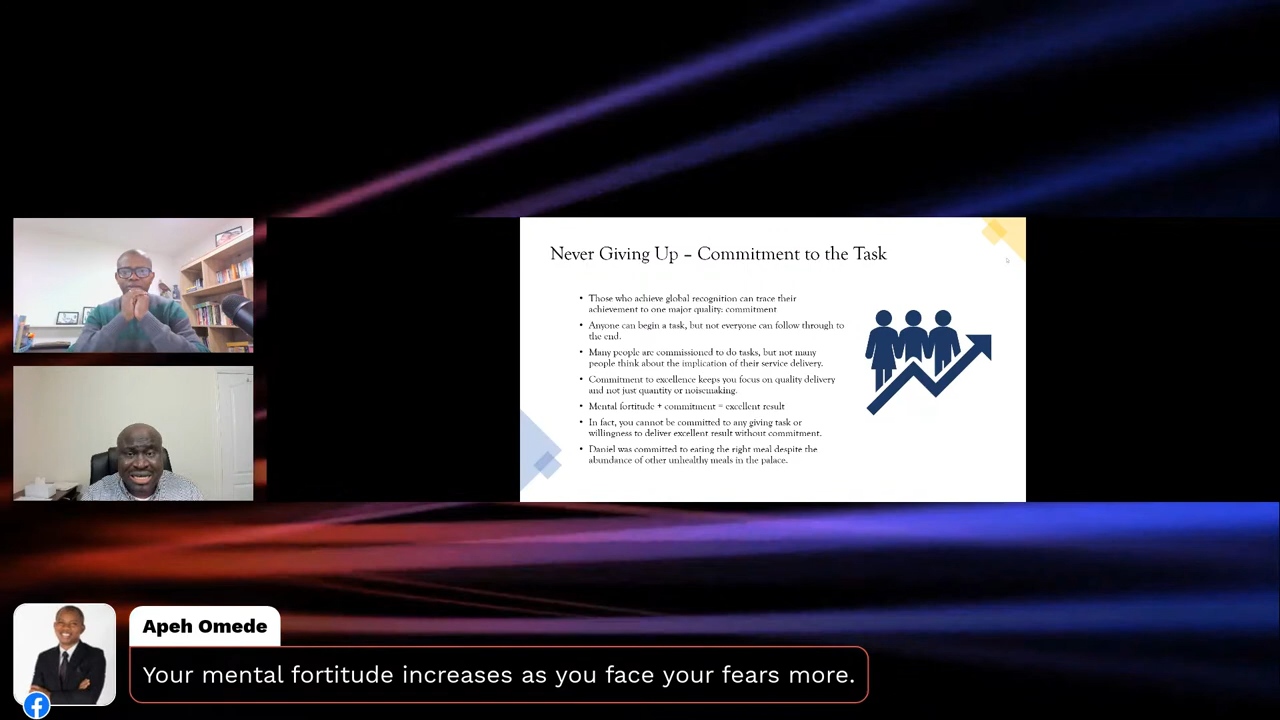 Never Giving Up – Commitment to the Task
• Those who achieve global recognition can trace their
achievement to one major quality: commitment
• Anyone can begin a task, but not everyone can follow through to
the end.
• Many people are commissioned to do tasks, but not many
people think about the implication of their service delivery.
• Commitment to excellence keeps you focus on quality delivery
and not just quantity or noisemaking.
• Mental fortitude + commitment = excellent result
• In fact, you cannot be committed to any giving task or
willingness to deliver excellent result without commitment.
• Daniel was committed to eating the right meal despite the
abundance of other unhealthy meals in the palace.
Apeh Omede
Your mental fortitude increases as you face your fears more.